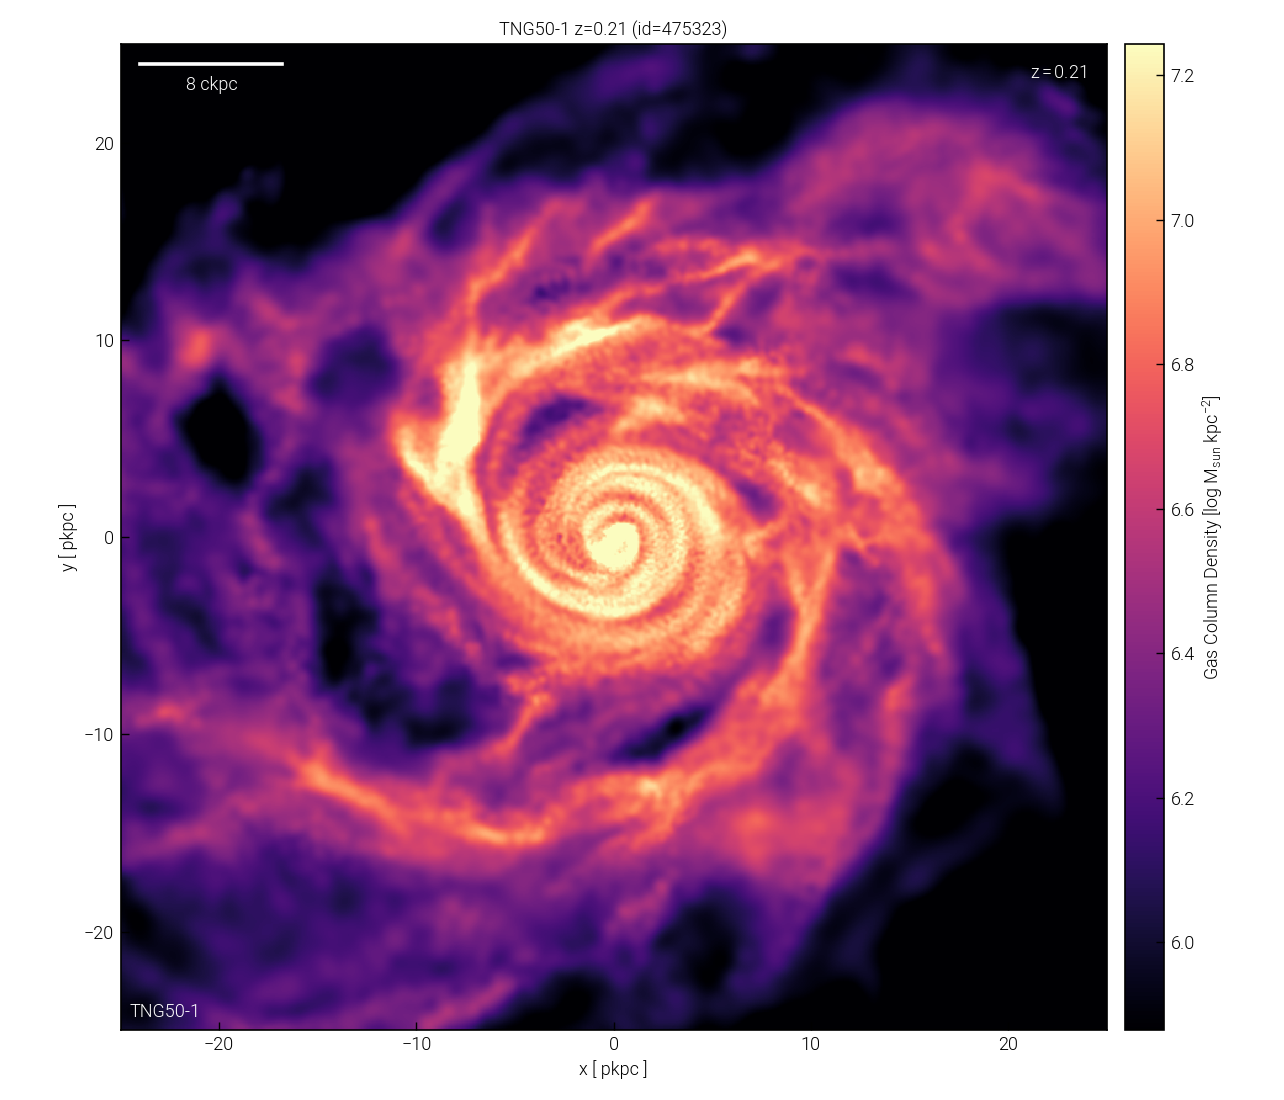 TNG50-1 z=0.21 (id=475323)
8 ckpc
z=0.21
20
10
0
−10
−20
y [ pkpc ]
TNG50-1
−20 −10 0 10 20
x [ pkpc ]
7.2
7.0
6.8
6.6
6.4
6.2
6.0
Gas Column Density [log M_sun kpc⁻²]